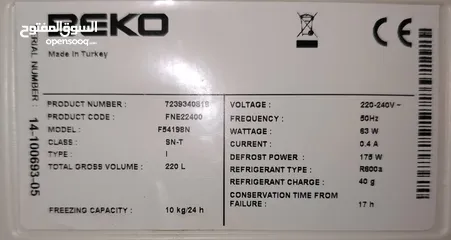 السوق المفتوح
opensooq.com
BEKO
Made in Turkey
SERIAL NUMBER: 14-100693-05
PRODUCT NUMBER : 7239340819
PRODUCT CODE : FNE22400
MODEL : FS4198N
CLASS : SN-T
TYPE : I
TOTAL GROSS VOLUME : 220 L
FREEZING CAPACITY : 10 kg/24 h
VOLTAGE : 220-240V~
FREQUENCY : 50Hz
WATTAGE : 63 W
CURRENT : 0.4 A
DEFROST POWER : 175 W
REFRIGERANT TYPE : R600a
REFRIGERANT CHARGE : 40 g
CONSERVATION TIME FROM
FAILURE : 17 h
CE